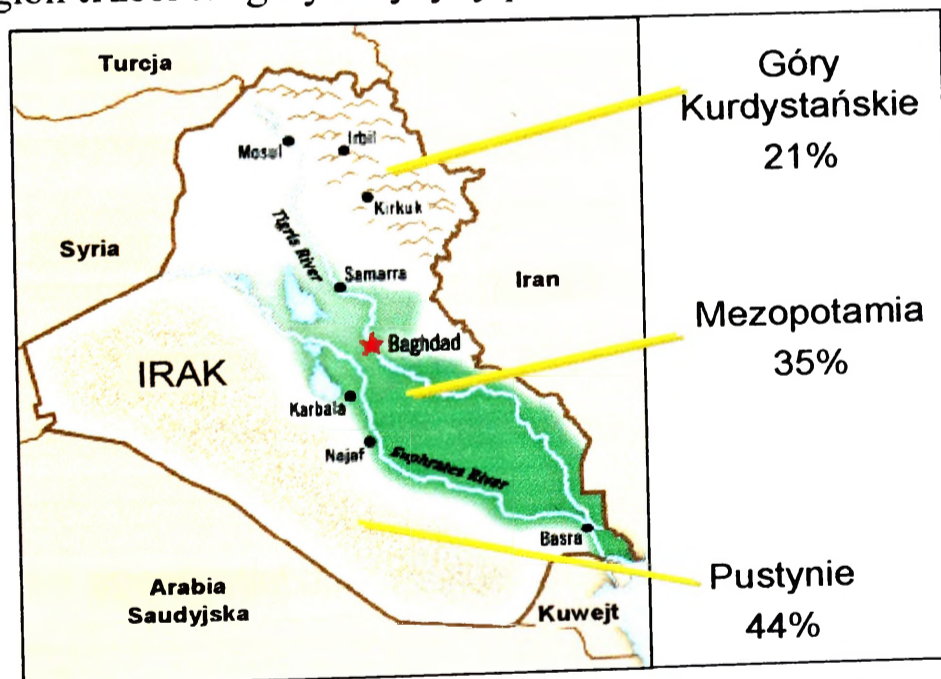 Turcja
Góry
Kurdystańskie
21%
Mosul
Irbil
Kirkuk
Tigris River
Syria
Samarra
Iran
Mezopotamia
35%
Baghdad
IRAK
Karbala
Najaf
Euphrates River
Basra
Pustynie
44%
Arabia
Saudyjska
Kuwejt